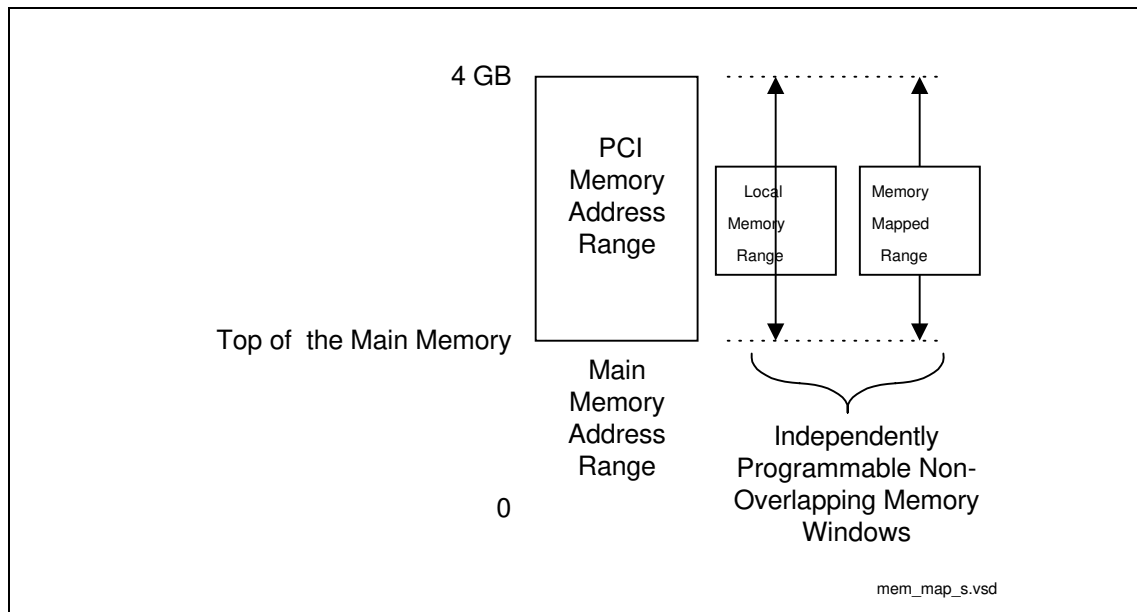 4 GB
PCI
Memory
Address
Range
Local
Memory
Range
Memory
Mapped
Range
Top of the Main Memory
Main
Memory
Address
Range
0
Independently
Programmable Non-
Overlapping Memory
Windows
mem_map_s.vsd